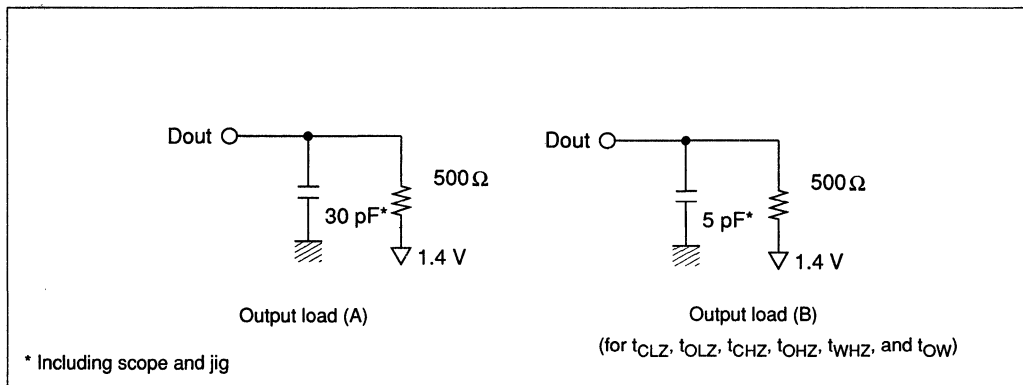 Dout
500Ω
30 pF*
1.4 V
Output load (A)
Dout
500Ω
5 pF*
1.4 V
Output load (B)
(for tCLZ, tOLZ, tCHZ, tOHZ, tWHZ, and tOW)
* Including scope and jig